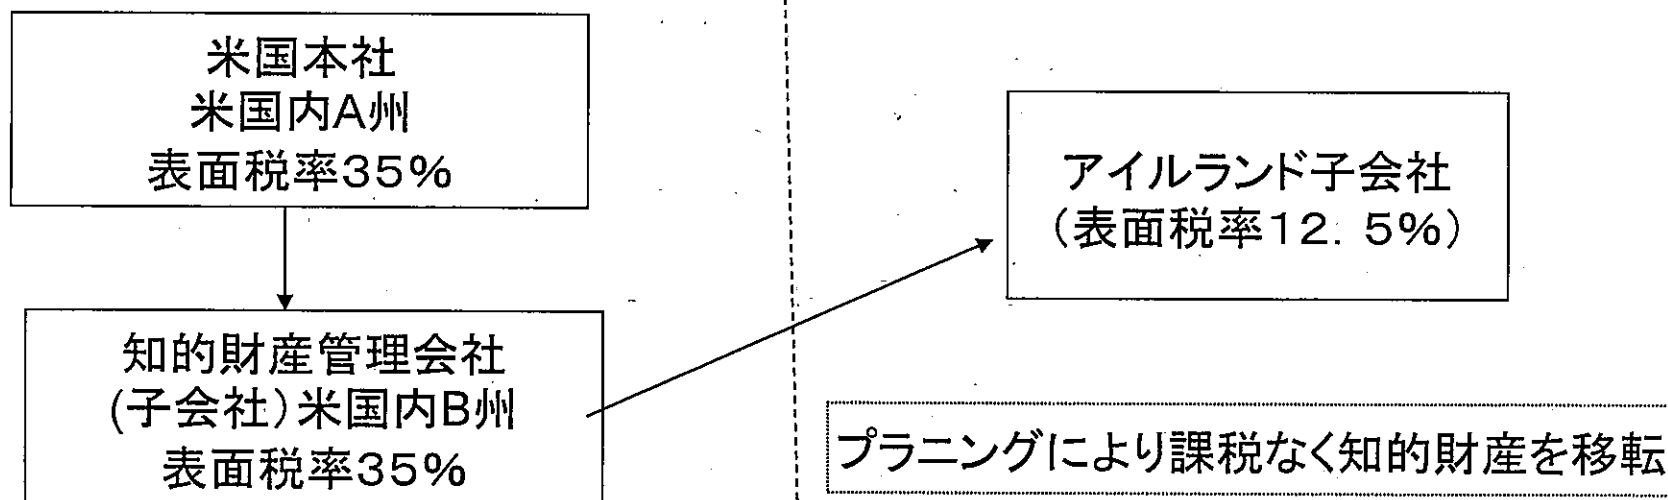 米国本社
米国内A州
表面税率35%
アイルランド子会社
(表面税率12. 5%)
知的財産管理会社
(子会社)米国内B州
表面税率35%
プラニングにより課税なく知的財産を移転